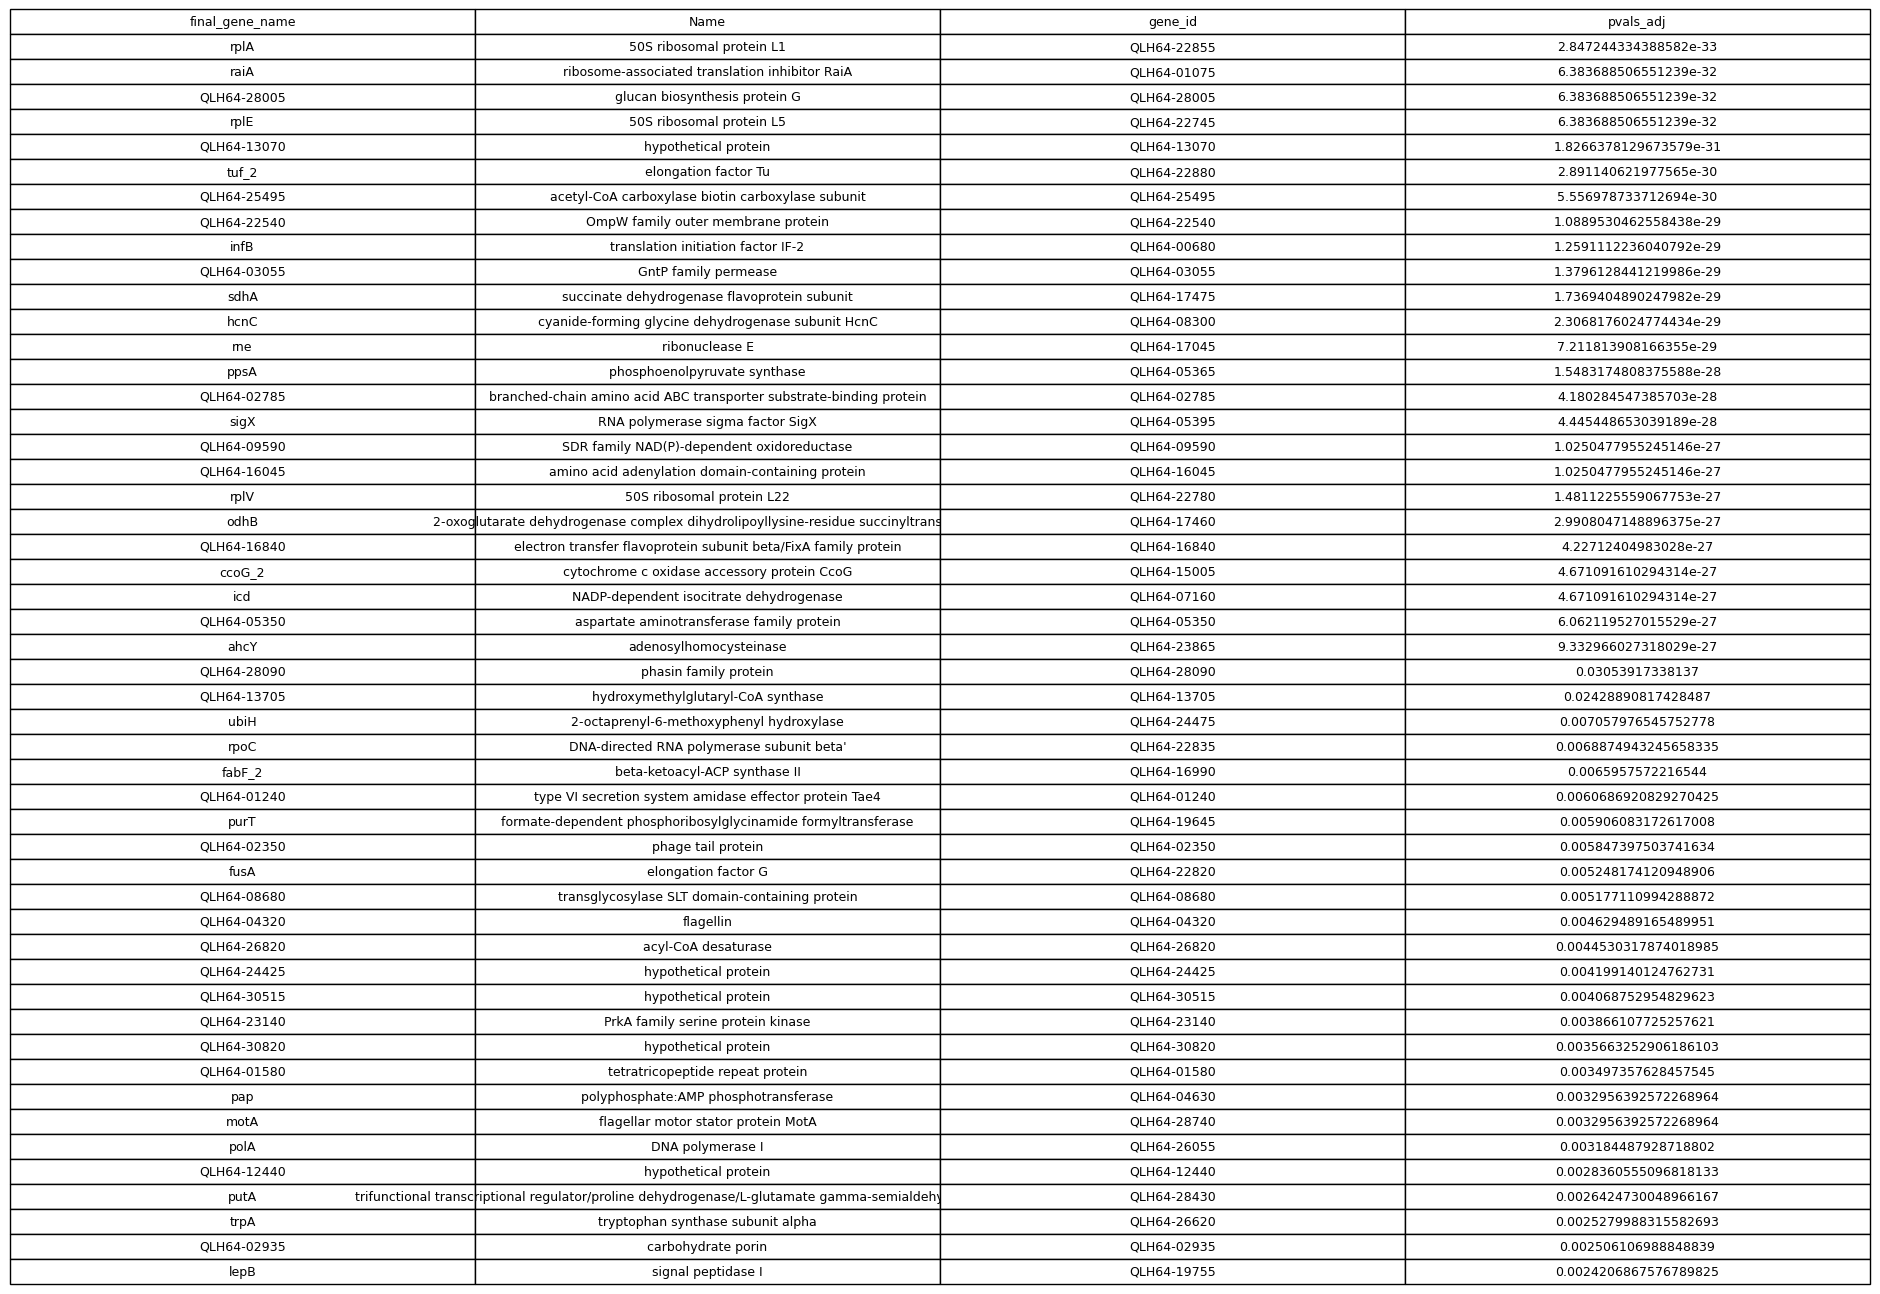 final_gene_name Name gene_id pvals_adj
rplA 50S ribosomal protein L1 QLH64-22855 2.847244334388582e-33
raiA ribosome-associated translation inhibitor RaiA QLH64-01075 6.383688506551239e-32
QLH64-28005 glucan biosynthesis protein G QLH64-28005 6.383688506551239e-32
rplE 50S ribosomal protein L5 QLH64-22745 6.383688506551239e-32
QLH64-13070 hypothetical protein QLH64-13070 1.8266378129673579e-31
tuf_2 elongation factor Tu QLH64-22880 2.891140621977565e-30
QLH64-25495 acetyl-CoA carboxylase biotin carboxylase subunit QLH64-25495 5.556978733712694e-30
QLH64-22540 OmpW family outer membrane protein QLH64-22540 1.0889530462558438e-29
infB translation initiation factor IF-2 QLH64-00680 1.2591112236040792e-29
QLH64-03055 GntP family permease QLH64-03055 1.3796128441219986e-29
sdhA succinate dehydrogenase flavoprotein subunit QLH64-17475 1.7369404890247982e-29
hcnC cyanide-forming glycine dehydrogenase subunit HcnC QLH64-08300 2.3068176024774434e-29
rne ribonuclease E QLH64-17045 7.211813908166355e-29
ppsA phosphoenolpyruvate synthase QLH64-05365 1.5483174808375588e-28
QLH64-02785 branched-chain amino acid ABC transporter substrate-binding protein QLH64-02785 4.180284547385703e-28
sigX RNA polymerase sigma factor SigX QLH64-05395 4.445448653039189e-28
QLH64-09590 SDR family NAD(P)-dependent oxidoreductase QLH64-09590 1.0250477955245146e-27
QLH64-16045 amino acid adenylation domain-containing protein QLH64-16045 1.0250477955245146e-27
rplV 50S ribosomal protein L22 QLH64-22780 1.4811225559067753e-27
odhB 2-oxoglutarate dehydrogenase complex dihydrolipoyllysine-residue succinyltrans QLH64-17460 2.9908047148896375e-27
QLH64-16840 electron transfer flavoprotein subunit beta/FixA family protein QLH64-16840 4.22712404983028e-27
ccoG_2 cytochrome c oxidase accessory protein CcoG QLH64-15005 4.671091610294314e-27
icd NADP-dependent isocitrate dehydrogenase QLH64-07160 4.671091610294314e-27
QLH64-05350 aspartate aminotransferase family protein QLH64-05350 6.062119527015529e-27
ahcY adenosylhomocysteinase QLH64-23865 9.332966027318029e-27
QLH64-28090 phasin family protein QLH64-28090 0.03053917338137
QLH64-13705 hydroxymethylglutaryl-CoA synthase QLH64-13705 0.02428890817428487
ubiH 2-octaprenyl-6-methoxyphenyl hydroxylase QLH64-24475 0.007057976545752778
rpoC DNA-directed RNA polymerase subunit beta' QLH64-22835 0.0068874943245658335
fabF_2 beta-ketoacyl-ACP synthase II QLH64-16990 0.0065957572216544
QLH64-01240 type VI secretion system amidase effector protein Tae4 QLH64-01240 0.0060686920829270425
purT formate-dependent phosphoribosylglycinamide formyltransferase QLH64-19645 0.005906083172617008
QLH64-02350 phage tail protein QLH64-02350 0.005847397503741634
fusA elongation factor G QLH64-22820 0.005248174120948906
QLH64-08680 transglycosylase SLT domain-containing protein QLH64-08680 0.005177110994288872
QLH64-04320 flagellin QLH64-04320 0.004629489165489951
QLH64-26820 acyl-CoA desaturase QLH64-26820 0.0044530317874018985
QLH64-24425 hypothetical protein QLH64-24425 0.004199140124762731
QLH64-30515 hypothetical protein QLH64-30515 0.004068752954829623
QLH64-23140 PrkA family serine protein kinase QLH64-23140 0.003866107725257621
QLH64-30820 hypothetical protein QLH64-30820 0.0035663252906186103
QLH64-01580 tetratricopeptide repeat protein QLH64-01580 0.003497357628457545
pap polyphosphate:AMP phosphotransferase QLH64-04630 0.0032956392572268964
motA flagellar motor stator protein MotA QLH64-28740 0.0032956392572268964
polA DNA polymerase I QLH64-26055 0.003184487928718802
QLH64-12440 hypothetical protein QLH64-12440 0.0028360555096818133
putA trifunctional transcriptional regulator/proline dehydrogenase/L-glutamate gamma-semialdehy QLH64-28430 0.0026424730048966167
trpA tryptophan synthase subunit alpha QLH64-26620 0.0025279988315582693
QLH64-02935 carbohydrate porin QLH64-02935 0.002506106988848839
lepB signal peptidase I QLH64-19755 0.0024206867576789825